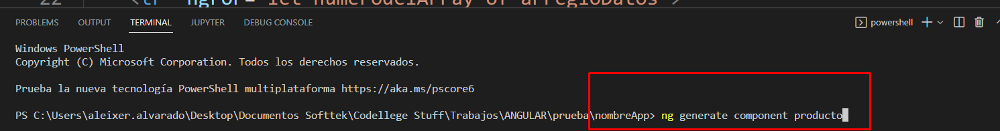 22 <tr *ngFor="let numerodelArray of arregloDatos">
PROBLEMS OUTPUT TERMINAL JUPYTER DEBUG CONSOLE powershell
Windows PowerShell
Copyright (C) Microsoft Corporation. Todos los derechos reservados.
Prueba la nueva tecnología PowerShell multiplataforma https://aka.ms/pscore6
PS C:\Users\aleixer.alvarado\Desktop\Documentos Softtek\Codellege Stuff\Trabajos\ANGULAR\prueba\nombreApp> ng generate component producto